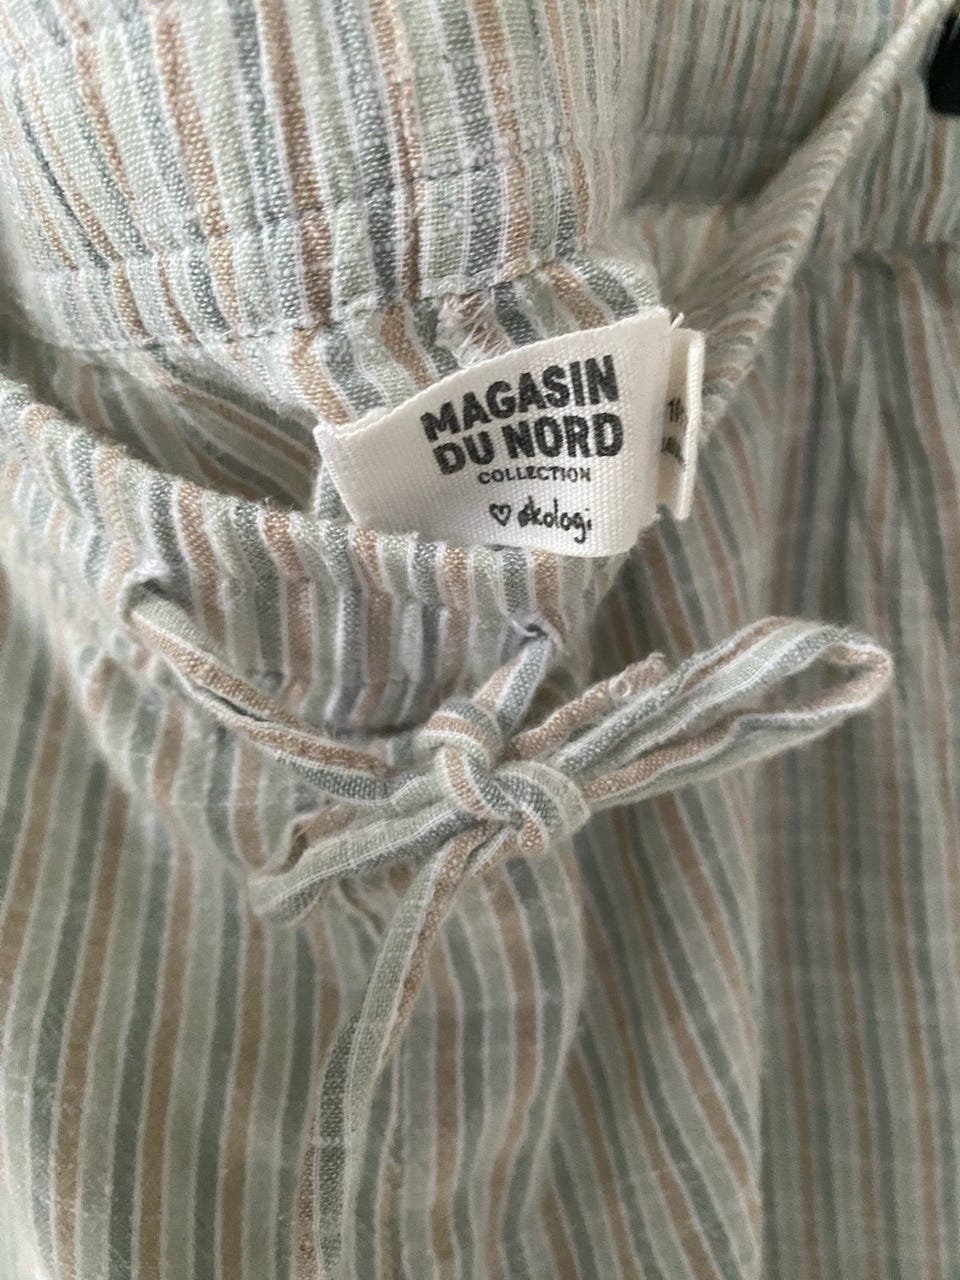 MAGASIN
DU NORD
COLLECTION
♡ økologi